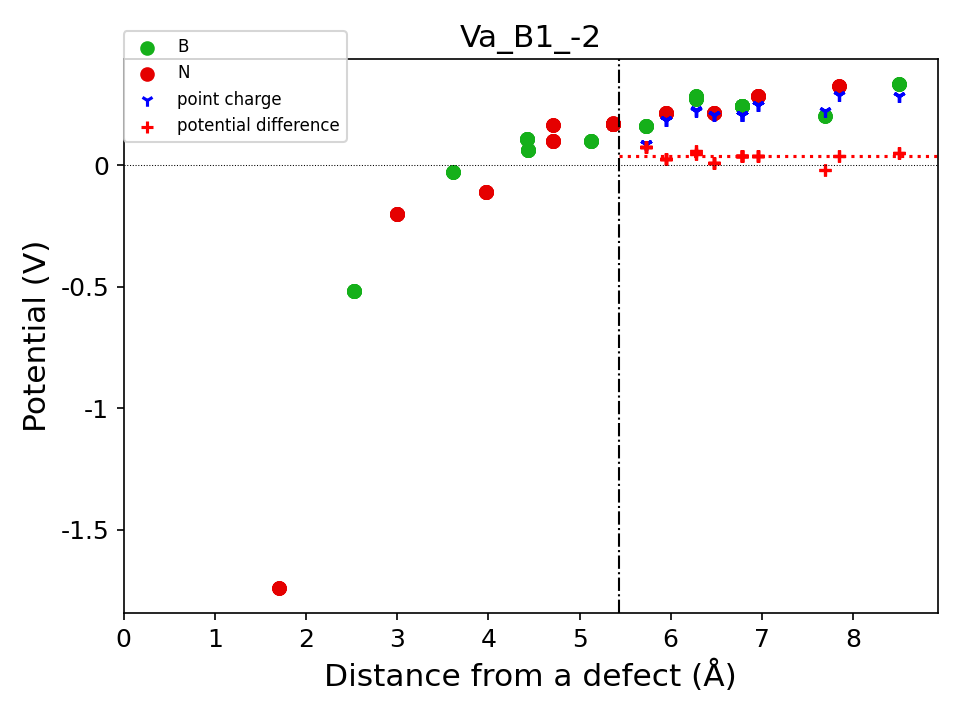 Va_B1_-2
B
N
point charge
potential difference
0
-0.5
-1
-1.5
Potential (V)
0 1 2 3 4 5 6 7 8
Distance from a defect (Å)